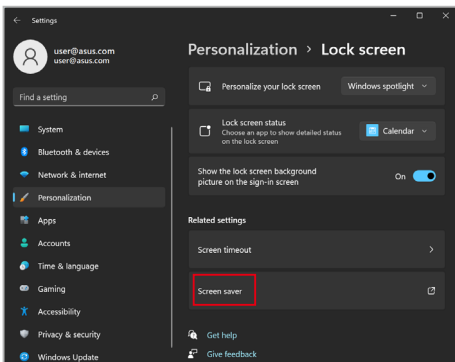 Settings
user@asus.com
user@asus.com
Find a setting
System
Bluetooth & devices
Network & internet
Personalization
Apps
Accounts
Time & language
Gaming
Accessibility
Privacy & security
Windows Update
Personalization > Lock screen
Personalize your lock screen
Windows spotlight
Lock screen status
Choose an app to show detailed status
on the lock screen
Calendar
Show the lock screen background
picture on the sign-in screen
On
Related settings
Screen timeout
Screen saver
Get help
Give feedback